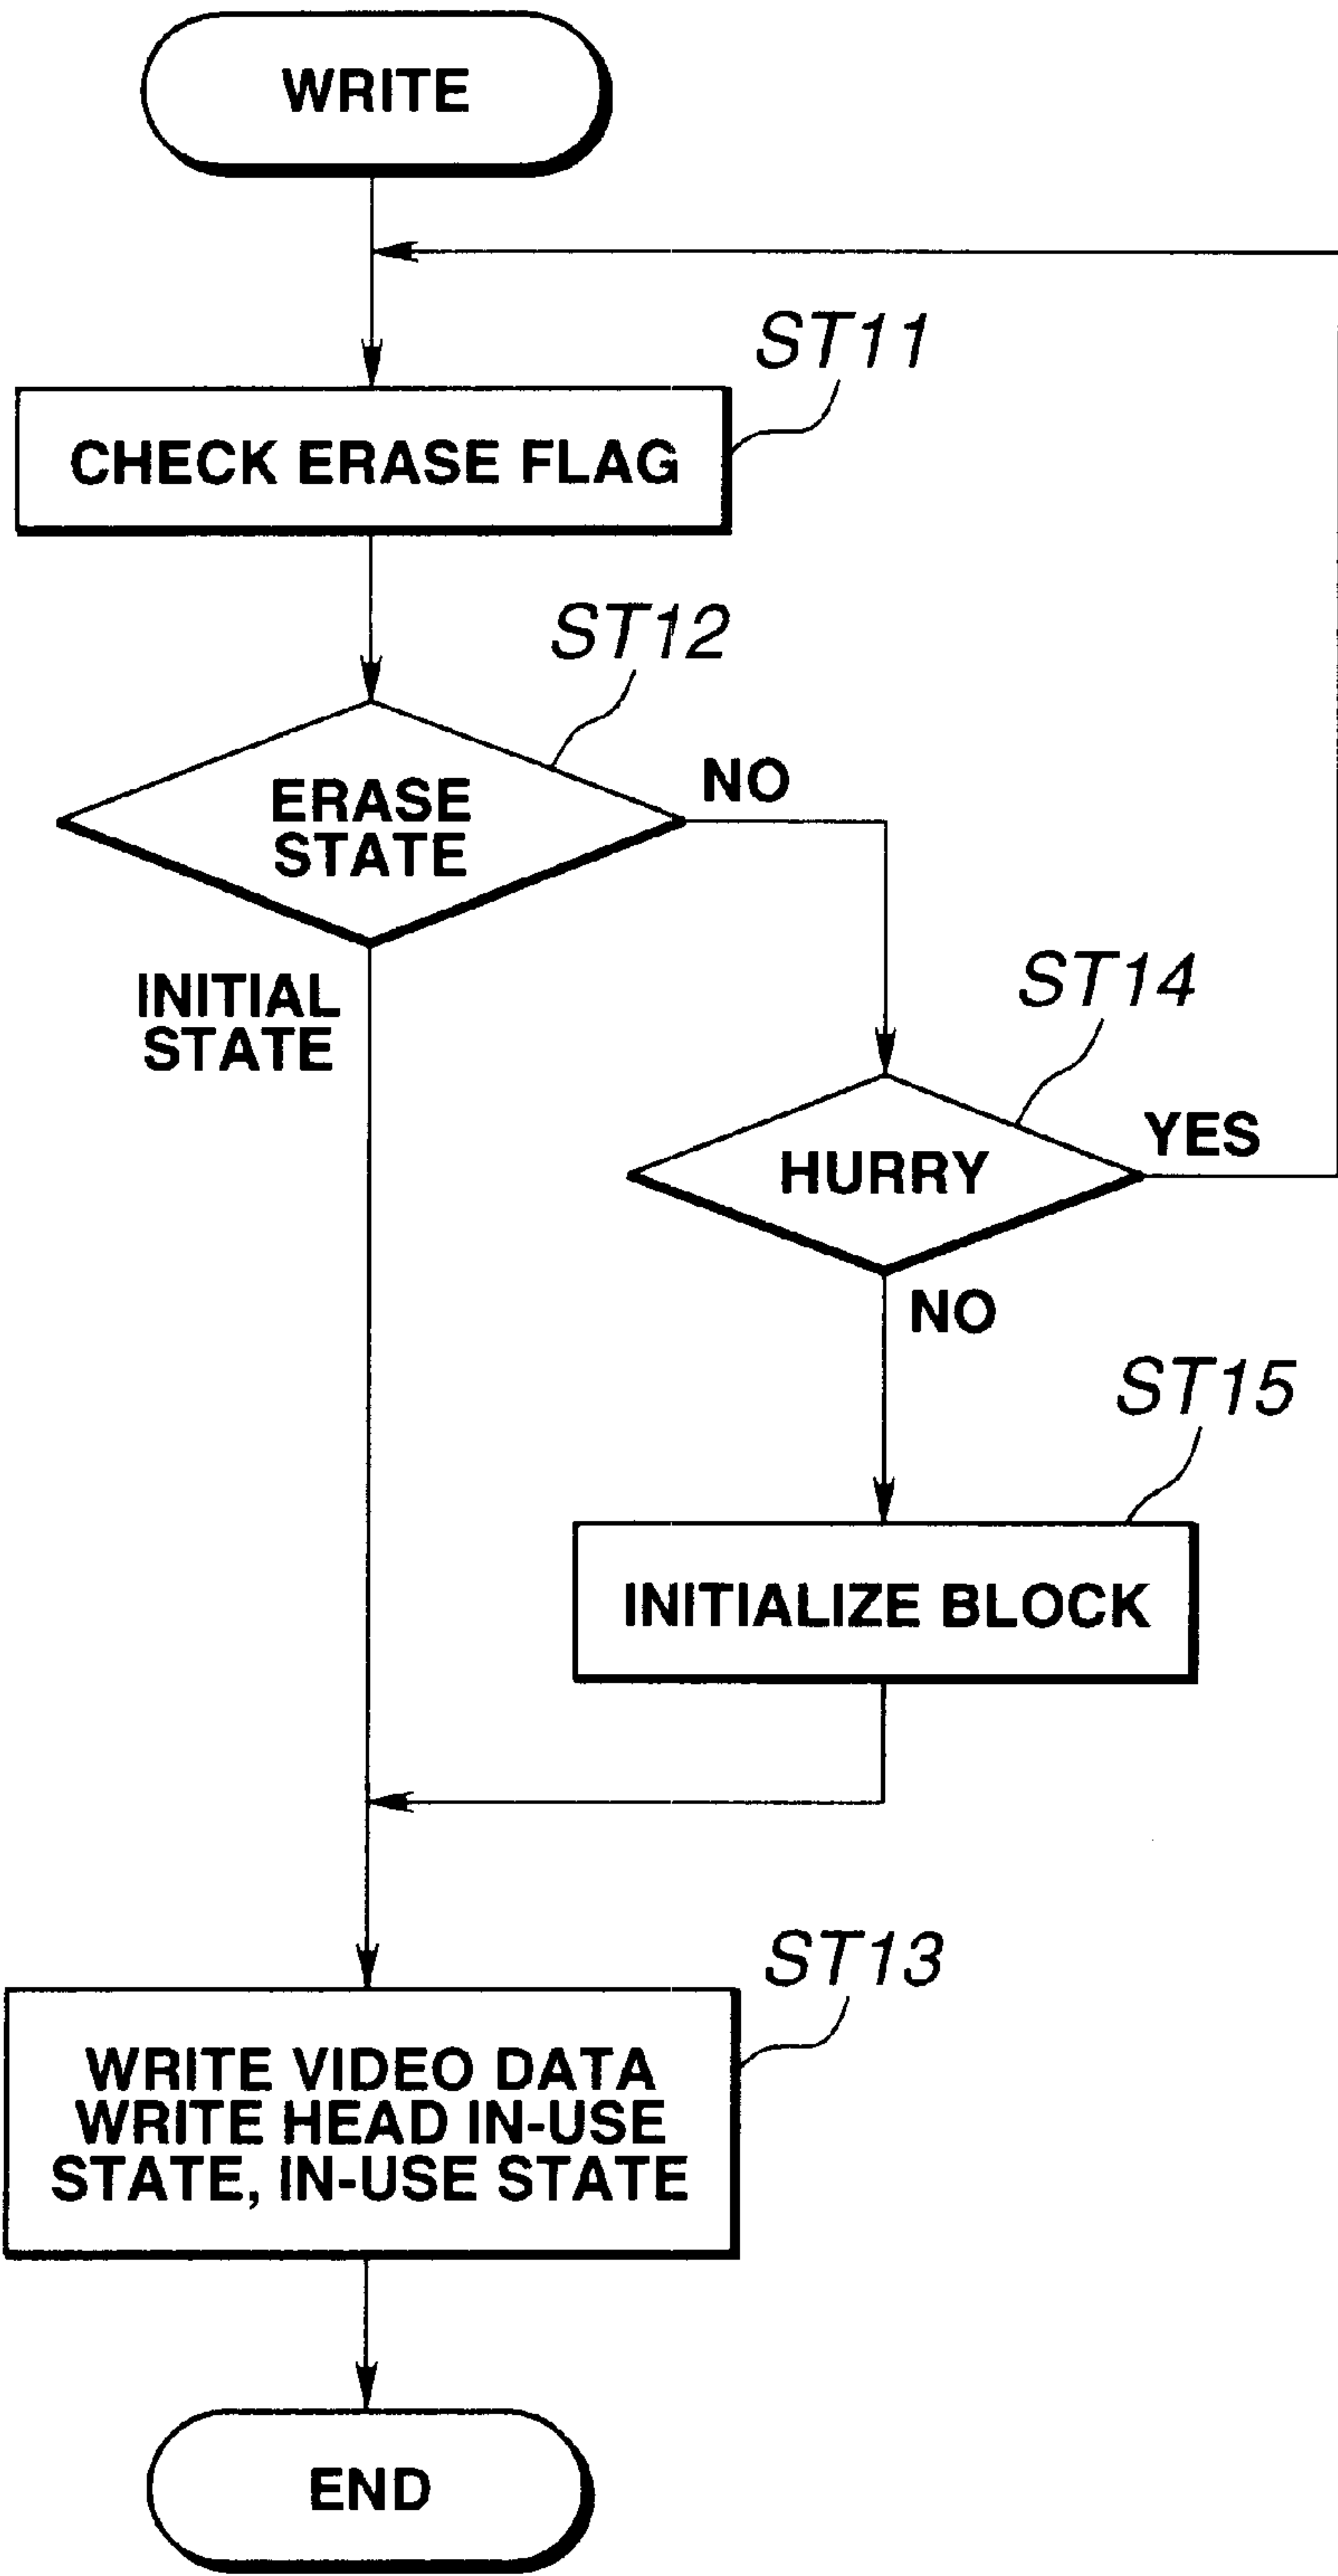 WRITE
ST11
CHECK ERASE FLAG
ST12
ERASE
STATE
NO
INITIAL
STATE
ST14
HURRY
YES
NO
ST15
INITIALIZE BLOCK
ST13
WRITE VIDEO DATA
WRITE HEAD IN-USE
STATE, IN-USE STATE
END